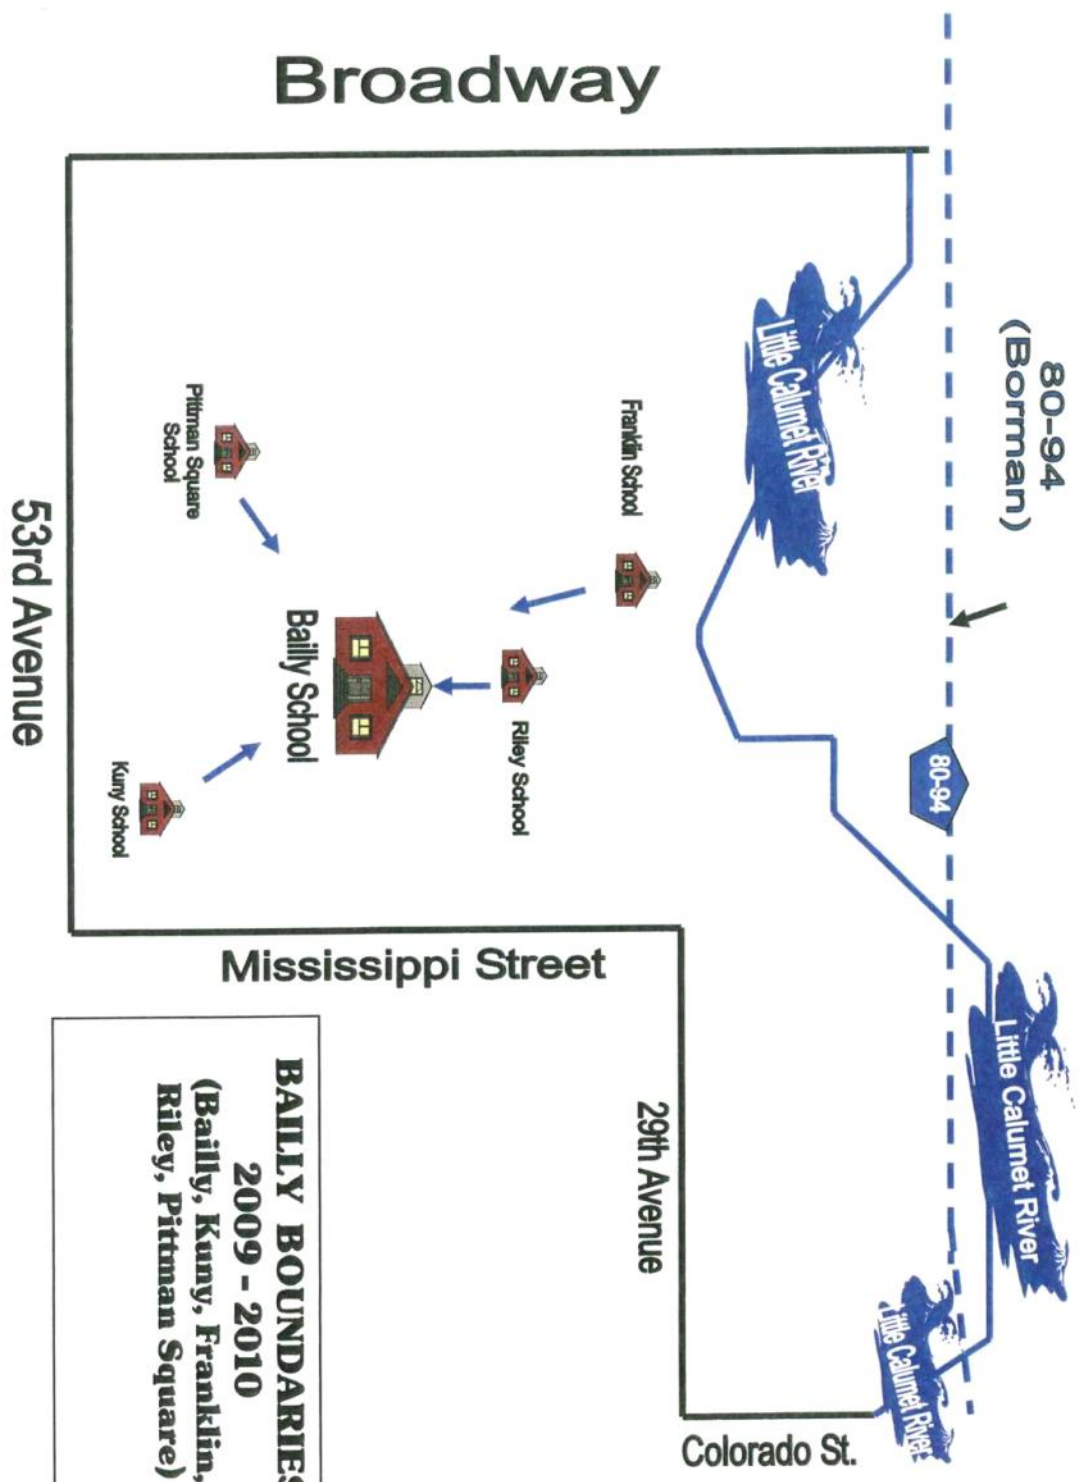 80-94
(Borman)
80-94
Broadway
Little Calumet River
Little Calumet River
Little Calumet River
Franklin School
Riley School
Pittman Square
School
Bailly School
Kuny School
53rd Avenue
Mississippi Street
29th Avenue
Colorado St.
BAILLY BOUNDARIES
2009 - 2010
(Bailly, Kuny, Franklin,
Riley, Pittman Square)